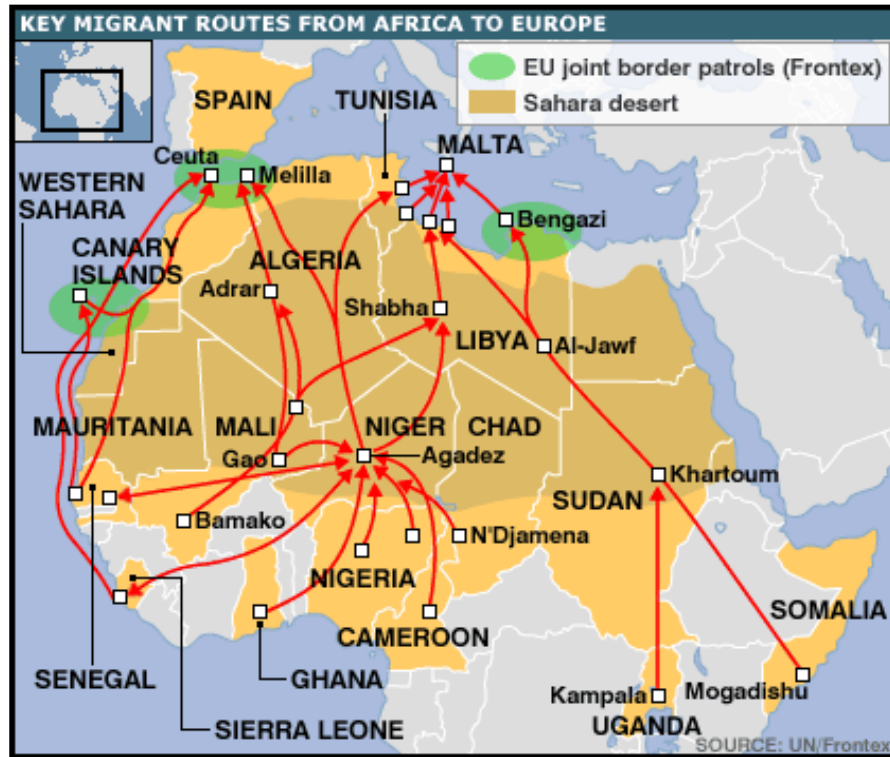 KEY MIGRANT ROUTES FROM AFRICA TO EUROPE
EU joint border patrols (Frontex)
Sahara desert
SPAIN
TUNISIA
MALTA
Ceuta
Melilla
WESTERN
SAHARA
Bengazi
CANARY
ISLANDS
ALGERIA
Adrar
Shabha
LIBYA
Al-Jawf
MAURITANIA
MALI
NIGER
CHAD
Gao
Agadez
Khartoum
SUDAN
Bamako
N'Djamena
NIGERIA
SOMALIA
CAMEROON
SENEGAL
GHANA
Kampala
Mogadishu
SIERRA LEONE
UGANDA
SOURCE: UN/Frontex